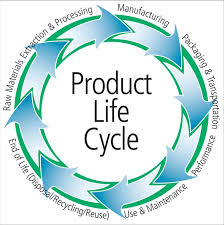 Product
Life
Cycle
Raw Materials Extraction & Processing
Manufacturing
Packaging & Transportation
Performance
Use & Maintenance
End of Life (Disposal/Recycling/Reuse)